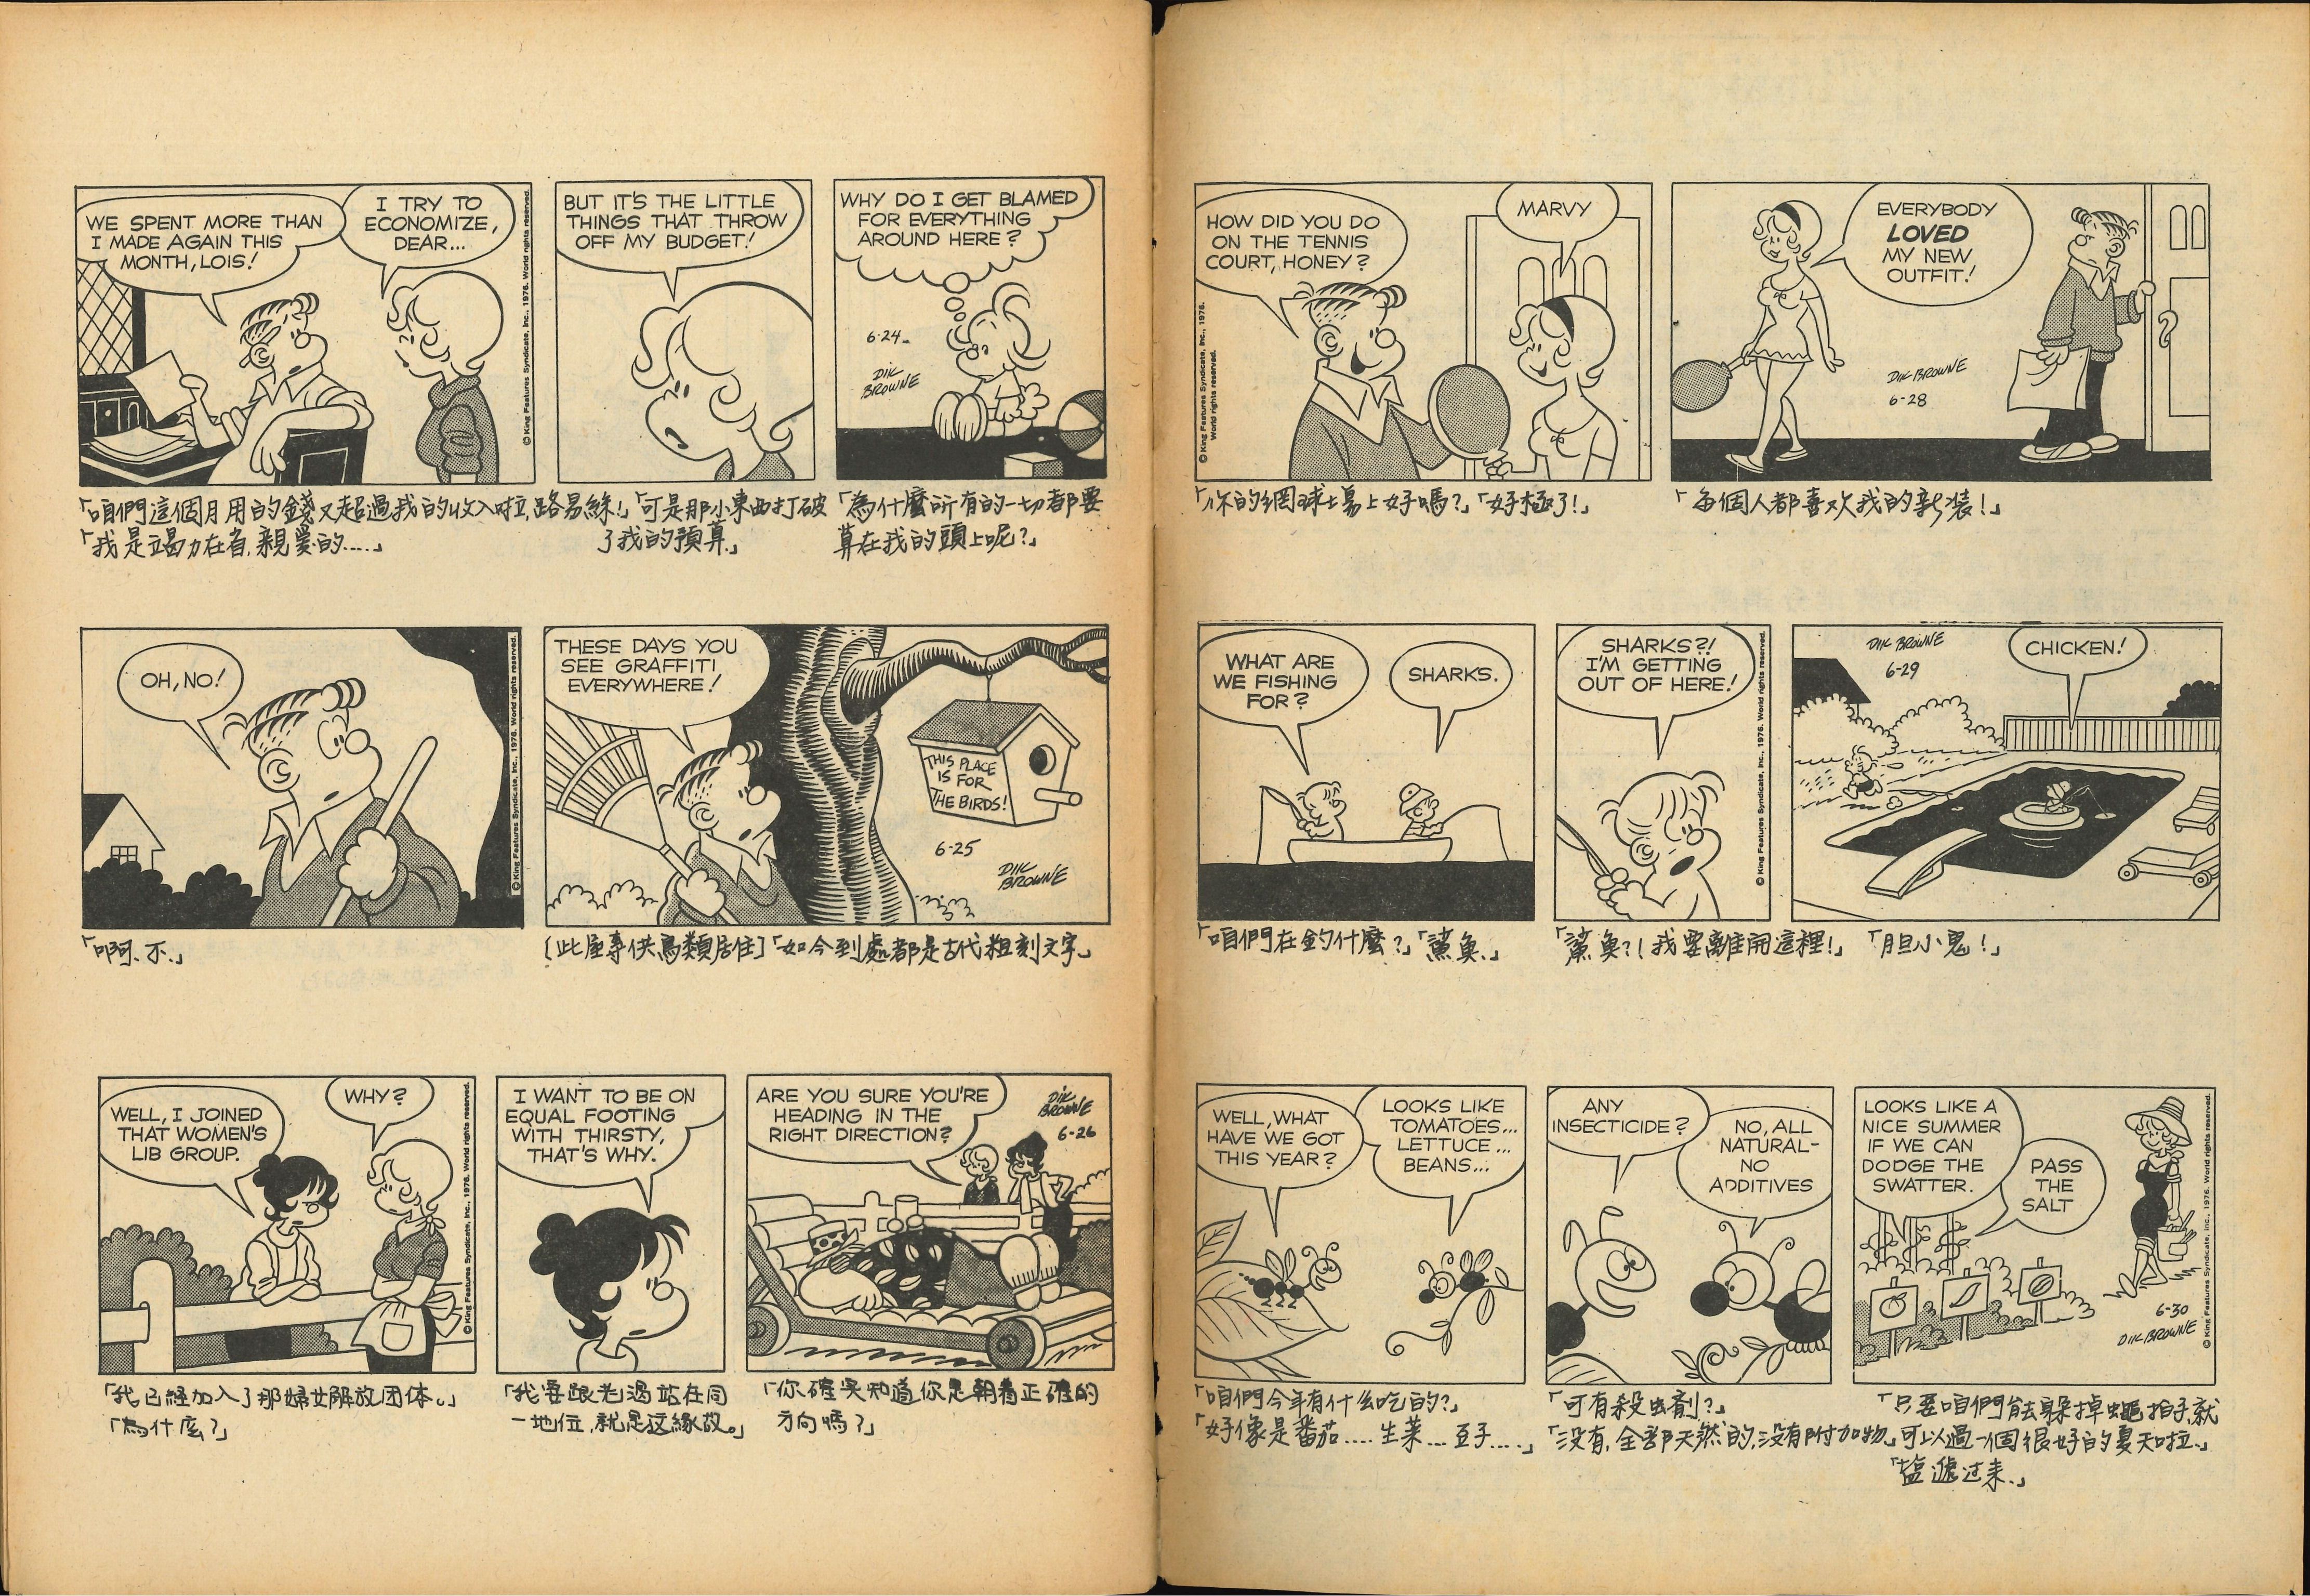 WE SPENT MORE THAN
I MADE AGAIN THIS
MONTH, LOIS!
I TRY TO
ECONOMIZE,
DEAR...
© King Features Syndicate, Inc., 1976. World rights reserved.
BUT IT'S THE LITTLE
THINGS THAT THROW
OFF MY BUDGET!
WHY DO I GET BLAMED
FOR EVERYTHING
AROUND HERE?
6-24
DIK
BROWNE
「咱們這個月用的錢又超過我的收入啦,路易絲!」
「我是竭力在省,親愛的....」
「可是那小東西打破
了我的預算」
「為什麼所有的一切都要
算在我的頭上呢?」
OH, NO!
© King Features Syndicate, Inc., 1976. World rights reserved.
THESE DAYS YOU
SEE GRAFFITI
EVERYWHERE!
THIS PLACE
IS FOR
THE BIRDS!
6-25
DIK
BROWNE
「啊.不.」
[此屋專供鳥類居住]「如今到處都是古代粗刻文字」
WELL, I JOINED
THAT WOMEN'S
LIB GROUP.
WHY?
© King Features Syndicate, Inc., 1976. World rights reserved.
I WANT TO BE ON
EQUAL FOOTING
WITH THIRSTY,
THAT'S WHY.
ARE YOU SURE YOU'RE
HEADING IN THE
RIGHT DIRECTION?
DIK
BROWNE
6-26
「我已經加入了那婦女解放团体。」
「為什庅?」
「我要跟老渴站在同
一地位,就是这緣故。」
「你確实知道你是朝着正確的
方向嗎?」
HOW DID YOU DO
ON THE TENNIS
COURT, HONEY?
MARVY
© King Features Syndicate, Inc., 1976.
World rights reserved.
EVERYBODY
LOVED
MY NEW
OUTFIT!
DIK BROWNE
6-28
「你的網球場上好嗎?」「好極了!」
「每個人都喜欢我的新裝!」
WHAT ARE
WE FISHING
FOR?
SHARKS.
SHARKS?!
I'M GETTING
OUT OF HERE!
© King Features Syndicate, Inc., 1976. World rights reserved.
DIK BROWNE
6-29
CHICKEN!
「咱們在釣什麼?」「鯊魚.」
「鯊魚?!我要離開這裡!」
「胆小鬼!」
WELL, WHAT
HAVE WE GOT
THIS YEAR?
LOOKS LIKE
TOMATOES...
LETTUCE...
BEANS...
ANY
INSECTICIDE?
NO, ALL
NATURAL-
NO
ADDITIVES
LOOKS LIKE A
NICE SUMMER
IF WE CAN
DODGE THE
SWATTER.
PASS
THE
SALT
6-30
DIK BROWNE
© King Features Syndicate, Inc., 1976. World rights reserved.
「咱們今年有什么吃的?」
「好像是番茄....生菜...豆子....」
「可有殺虫劑?」
「没有,全部天然的,没有附加物」
「只要咱們能躲掉蠅拍子,就
可以過一個很好的夏天啦.」
「塩遞过来.」